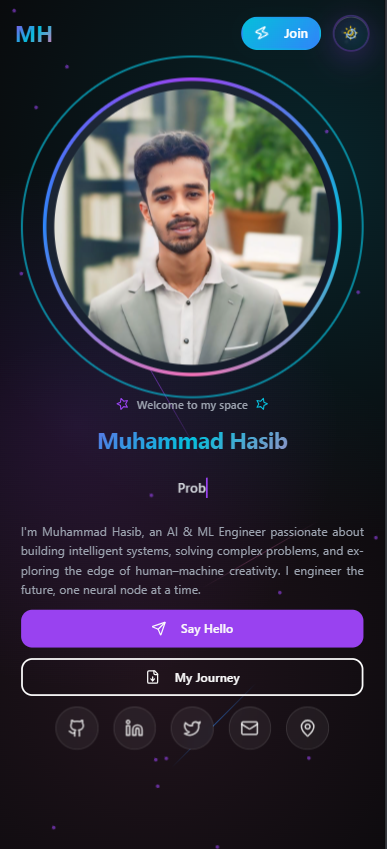 MH
Join
Welcome to my space
Muhammad Hasib
Prob
I'm Muhammad Hasib, an AI & ML Engineer passionate about
building intelligent systems, solving complex problems, and ex-
ploring the edge of human–machine creativity. I engineer the
future, one neural node at a time.
Say Hello
My Journey